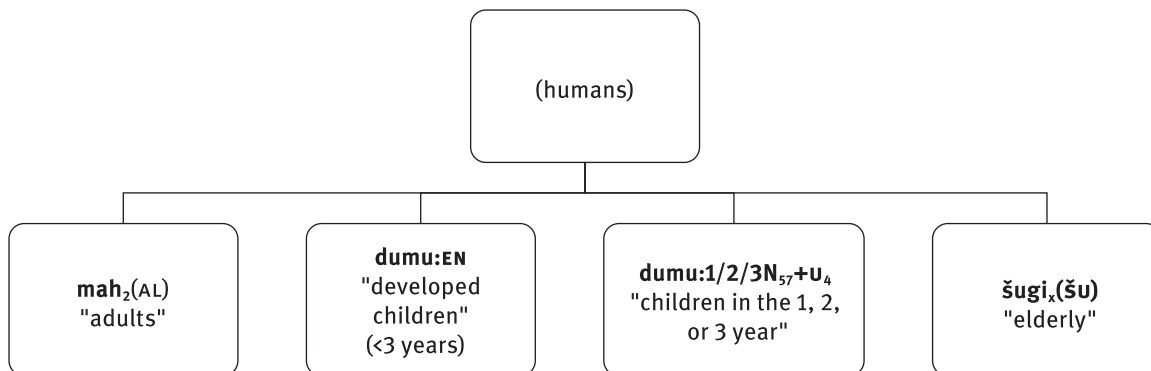 (humans)
mah₂(AL)
"adults"
dumu:EN
"developed
children"
(<3 years)
dumu:1/2/3N₅₇+U₄
"children in the 1, 2,
or 3 year"
šugiₓ(ŠU)
"elderly"